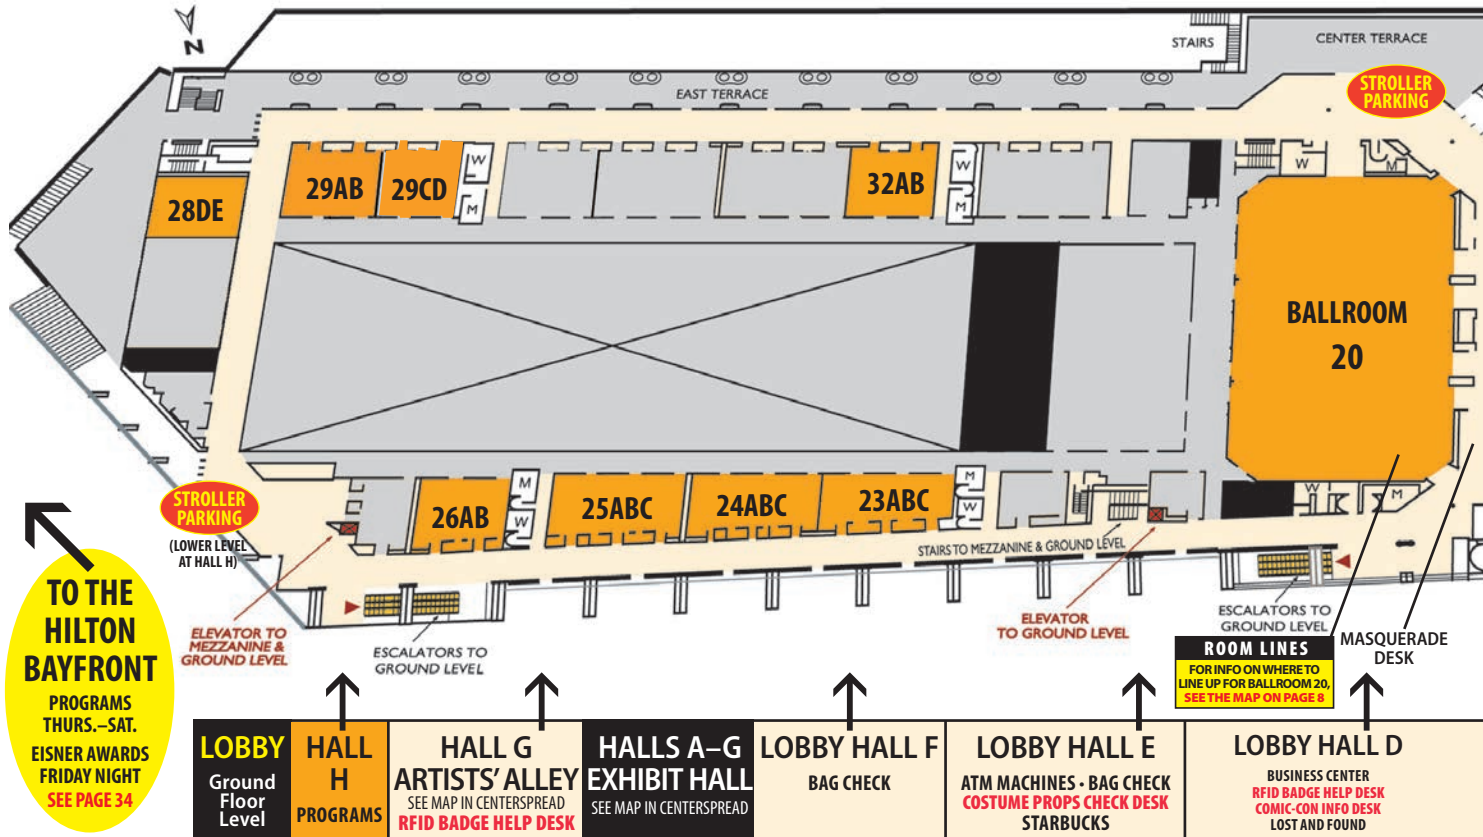 N
STAIRS
CENTER TERRACE
STROLLER
PARKING
EAST TERRACE
28DE
29AB
29CD
W
M
32AB
W
M
W
M
BALLROOM
20
26AB
M
W
25ABC
24ABC
23ABC
M
W
W
M
STROLLER
PARKING
(LOWER LEVEL
AT HALL H)
STAIRS TO MEZZANINE & GROUND LEVEL
ELEVATOR TO
MEZZANINE &
GROUND LEVEL
ESCALATORS TO
GROUND LEVEL
ELEVATOR
TO GROUND LEVEL
ESCALATORS TO
GROUND LEVEL
ROOM LINES
FOR INFO ON WHERE TO
LINE UP FOR BALLROOM 20,
SEE THE MAP ON PAGE 8
MASQUERADE
DESK
TO THE
HILTON
BAYFRONT
PROGRAMS
THURS.–SAT.
EISNER AWARDS
FRIDAY NIGHT
SEE PAGE 34
LOBBY
Ground
Floor
Level
HALL
H
PROGRAMS
HALL G
ARTISTS' ALLEY
SEE MAP IN CENTERSPREAD
RFID BADGE HELP DESK
HALLS A–G
EXHIBIT HALL
SEE MAP IN CENTERSPREAD
LOBBY HALL F
BAG CHECK
LOBBY HALL E
ATM MACHINES • BAG CHECK
COSTUME PROPS CHECK DESK
STARBUCKS
LOBBY HALL D
BUSINESS CENTER
RFID BADGE HELP DESK
COMIC-CON INFO DESK
LOST AND FOUND